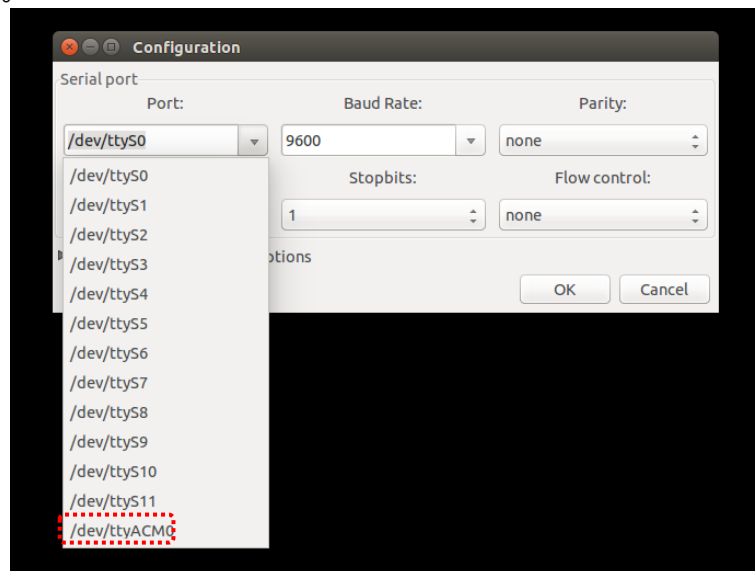 Configuration
Serial port
Port: Baud Rate: Parity:
/dev/ttyS0 9600 none
/dev/ttyS0
Stopbits: Flow control:
/dev/ttyS1
1 none
/dev/ttyS2
/dev/ttyS3
ptions
/dev/ttyS4
OK Cancel
/dev/ttyS5
/dev/ttyS6
/dev/ttyS7
/dev/ttyS8
/dev/ttyS9
/dev/ttyS10
/dev/ttyS11
/dev/ttyACM0